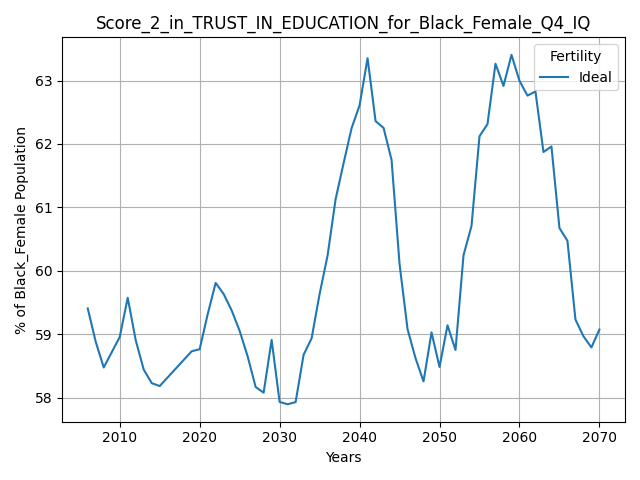 Score_2_in_TRUST_IN_EDUCATION_for_Black_Female_Q4_IQ
Fertility
Ideal
% of Black_Female Population
63
62
61
60
59
58
2010 2020 2030 2040 2050 2060 2070
Years